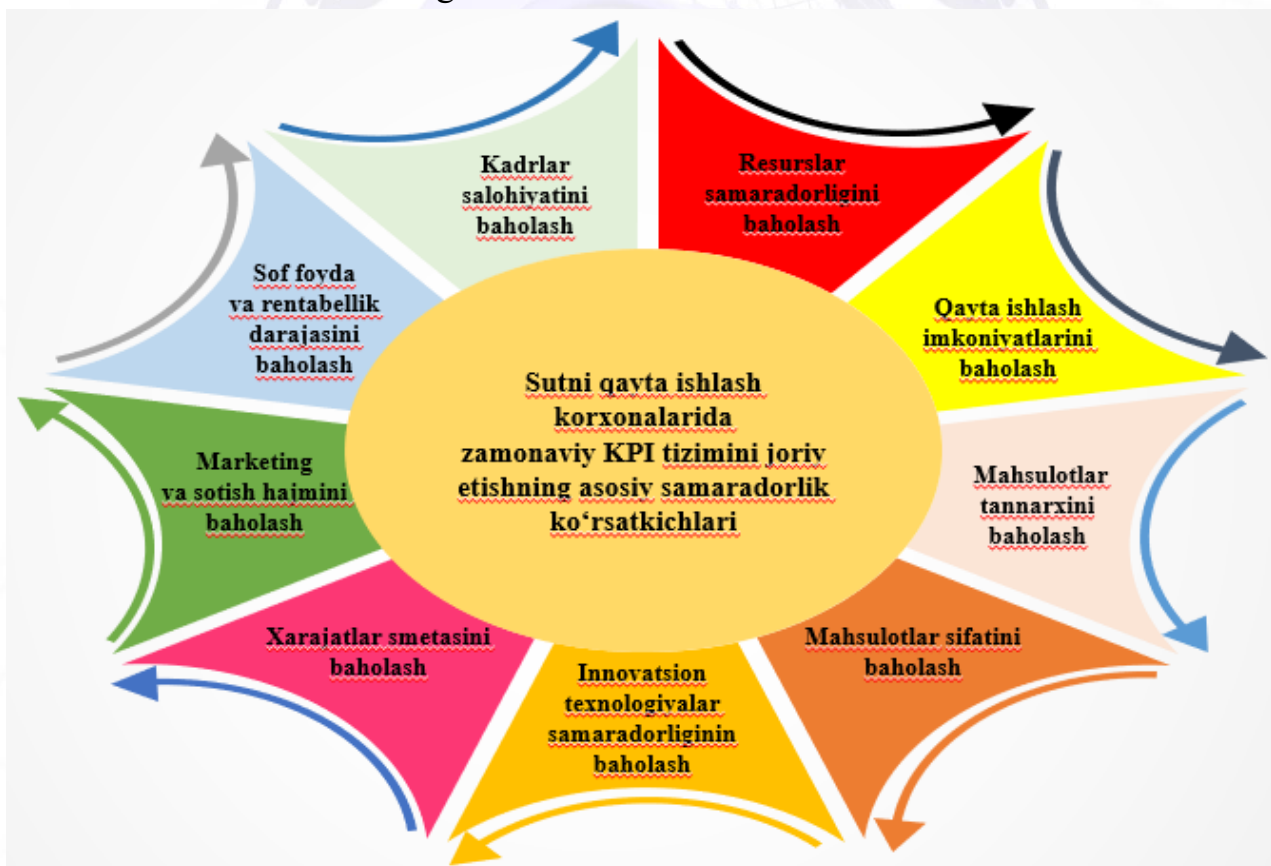 Kadrlar
salohiyatini
baholash
Resurslar
samaradorligini
baholash
Qayta ishlash
imkoniyatlarini
baholash
Mahsulotlar
tannarxini
baholash
Mahsulotlar sifatini
baholash
Innovatsion
texnologiyalar
samaradorliginin
baholash
Xarajatlar smetasini
baholash
Marketing
va sotish hajmini
baholash
Sof foyda
va rentabellik
darajasini
baholash
Sutni qayta ishlash
korxonalarida
zamonaviy KPI tizimini joriy
etishning asosiy samaradorlik
ko‘rsatkichlari